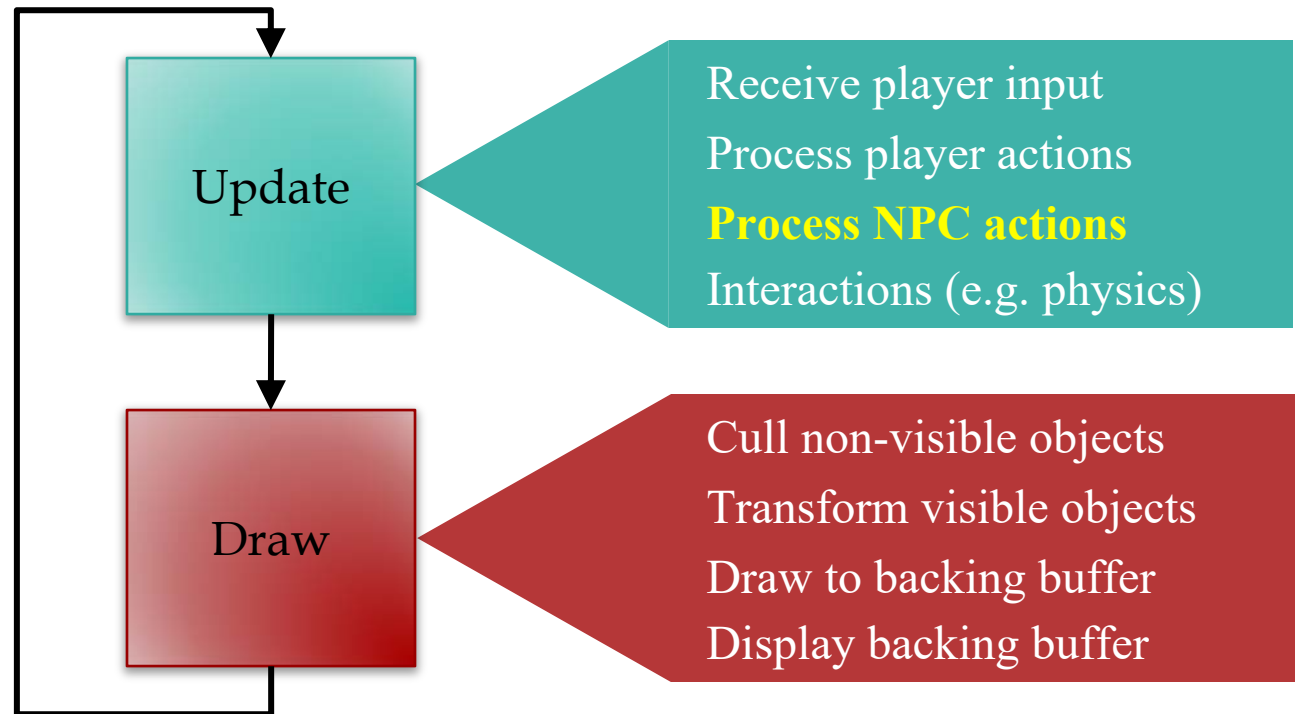 Update
Receive player input
Process player actions
Process NPC actions
Interactions (e.g. physics)
Draw
Cull non-visible objects
Transform visible objects
Draw to backing buffer
Display backing buffer